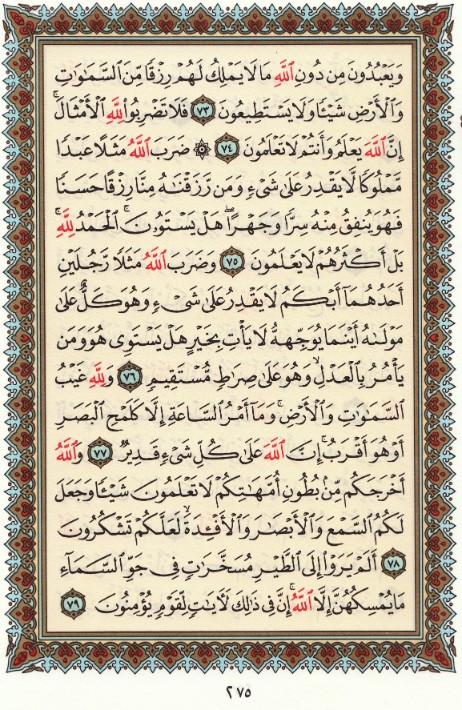 وَيَعْبُدُونَ مِن دُونِ ٱللَّهِ مَا لَا يَمْلِكُ لَهُمْ رِزْقًا مِّنَ ٱلسَّمَٰوَٰتِ
وَٱلْأَرْضِ شَيْـًٔا وَلَا يَسْتَطِيعُونَ ٧٣ فَلَا تَضْرِبُوا۟ لِلَّهِ ٱلْأَمْثَالَ ۚ
إِنَّ ٱللَّهَ يَعْلَمُ وَأَنتُمْ لَا تَعْلَمُونَ ٧٤ ۞ ضَرَبَ ٱللَّهُ مَثَلًا عَبْدًا
مَّمْلُوكًا لَّا يَقْدِرُ عَلَىٰ شَىْءٍ وَمَن رَّزَقْنَٰهُ مِنَّا رِزْقًا حَسَنًا
فَهُوَ يُنفِقُ مِنْهُ سِرًّا وَجَهْرًا ۖ هَلْ يَسْتَوُۥنَ ۚ ٱلْحَمْدُ لِلَّهِ ۚ
بَلْ أَكْثَرُهُمْ لَا يَعْلَمُونَ ٧٥ وَضَرَبَ ٱللَّهُ مَثَلًا رَّجُلَيْنِ
أَحَدُهُمَآ أَبْكَمُ لَا يَقْدِرُ عَلَىٰ شَىْءٍ وَهُوَ كَلٌّ عَلَىٰ
مَوْلَىٰهُ أَيْنَمَا يُوَجِّههُّ لَا يَأْتِ بِخَيْرٍ هَلْ يَسْتَوِى هُوَ وَمَن
يَأْمُرُ بِٱلْعَدْلِ ۙ وَهُوَ عَلَىٰ صِرَٰطٍ مُّسْتَقِيمٍ ٧٦ وَلِلَّهِ غَيْبُ
ٱلسَّمَٰوَٰتِ وَٱلْأَرْضِ ۚ وَمَآ أَمْرُ ٱلسَّاعَةِ إِلَّا كَلَمْحِ ٱلْبَصَرِ
أَوْ هُوَ أَقْرَبُ ۚ إِنَّ ٱللَّهَ عَلَىٰ كُلِّ شَىْءٍ قَدِيرٌ ٧٧ وَٱللَّهُ
أَخْرَجَكُم مِّنۢ بُطُونِ أُمَّهَٰتِكُمْ لَا تَعْلَمُونَ شَيْـًٔا وَجَعَلَ
لَكُمُ ٱلسَّمْعَ وَٱلْأَبْصَٰرَ وَٱلْأَفْـِٔدَةَ ۙ لَعَلَّكُمْ تَشْكُرُونَ
٧٨ أَلَمْ يَرَوْا۟ إِلَى ٱلطَّيْرِ مُسَخَّرَٰتٍ فِى جَوِّ ٱلسَّمَآءِ
مَا يُمْسِكُهُنَّ إِلَّا ٱللَّهُ ۗ إِنَّ فِى ذَٰلِكَ لَءَايَٰتٍ لِّقَوْمٍ يُؤْمِنُونَ ٧٩
٢٧٥